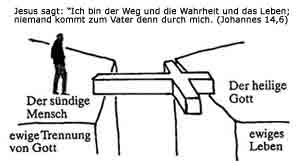 Jesus sagt: “Ich bin der Weg und die Wahrheit und das Leben;
niemand kommt zum Vater denn durch mich. (Johannes 14,6)
Der sündige
Mensch
Der heilige
Gott
ewige Trennung
von Gott
ewiges
Leben